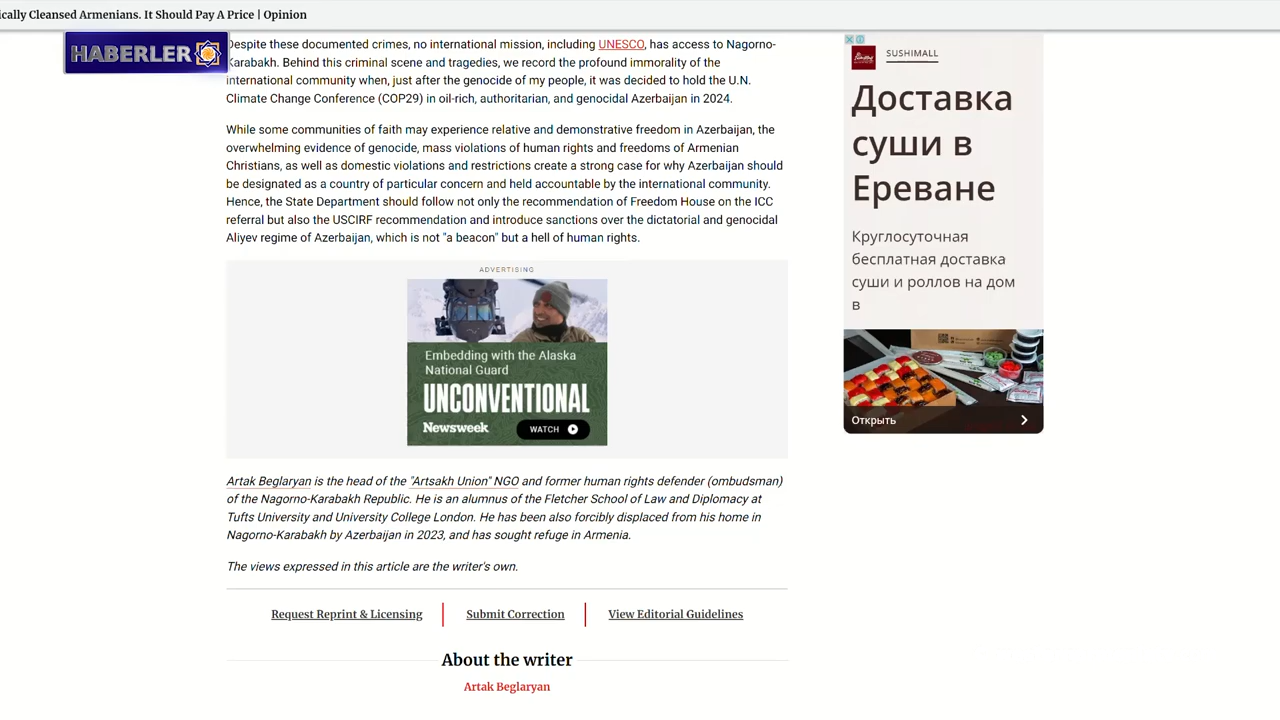 ically Cleansed Armenians. It Should Pay A Price | Opinion
HABERLER
Despite these documented crimes, no international mission, including UNESCO, has access to Nagorno-
Karabakh. Behind this criminal scene and tragedies, we record the profound immorality of the
international community when, just after the genocide of my people, it was decided to hold the U.N.
Climate Change Conference (COP29) in oil-rich, authoritarian, and genocidal Azerbaijan in 2024.
While some communities of faith may experience relative and demonstrative freedom in Azerbaijan, the
overwhelming evidence of genocide, mass violations of human rights and freedoms of Armenian
Christians, as well as domestic violations and restrictions create a strong case for why Azerbaijan should
be designated as a country of particular concern and held accountable by the international community.
Hence, the State Department should follow not only the recommendation of Freedom House on the ICC
referral but also the USCIRF recommendation and introduce sanctions over the dictatorial and genocidal
Aliyev regime of Azerbaijan, which is not "a beacon" but a hell of human rights.
ADVERTISING
Embedding with the Alaska
National Guard
UNCONVENTIONAL
Newsweek
WATCH
Artak Beglaryan is the head of the "Artsakh Union" NGO and former human rights defender (ombudsman)
of the Nagorno-Karabakh Republic. He is an alumnus of the Fletcher School of Law and Diplomacy at
Tufts University and University College London. He has been also forcibly displaced from his home in
Nagorno-Karabakh by Azerbaijan in 2023, and has sought refuge in Armenia.
The views expressed in this article are the writer's own.
Request Reprint & Licensing
Submit Correction
View Editorial Guidelines
About the writer
Artak Beglaryan
SUSHIMALL
Доставка
суши в
Ереване
Круглосуточная
бесплатная доставка
суши и роллов на дом
в
Открыть